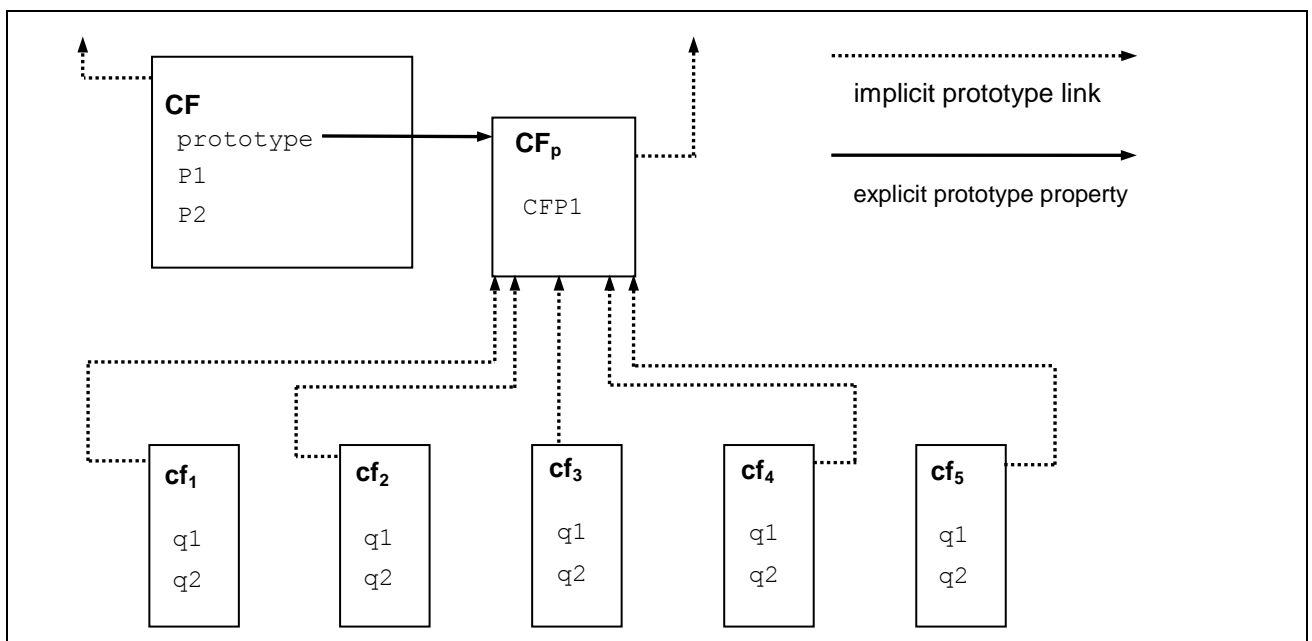 CF
prototype
P1
P2
CFp
CFP1
implicit prototype link
explicit prototype property
cf1
q1
q2
cf2
q1
q2
cf3
q1
q2
cf4
q1
q2
cf5
q1
q2